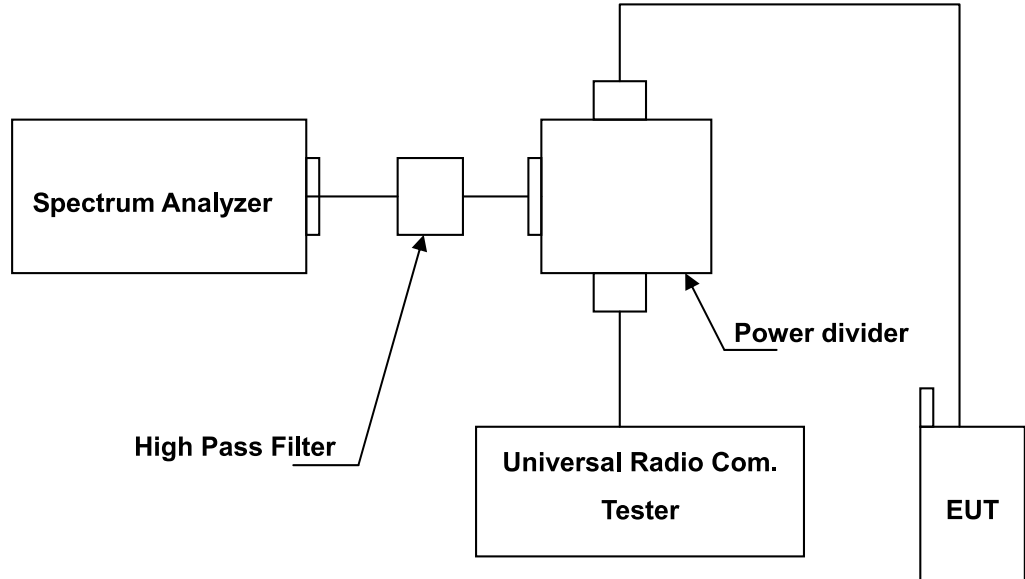 Spectrum Analyzer
Power divider
High Pass Filter
Universal Radio Com.
Tester
EUT